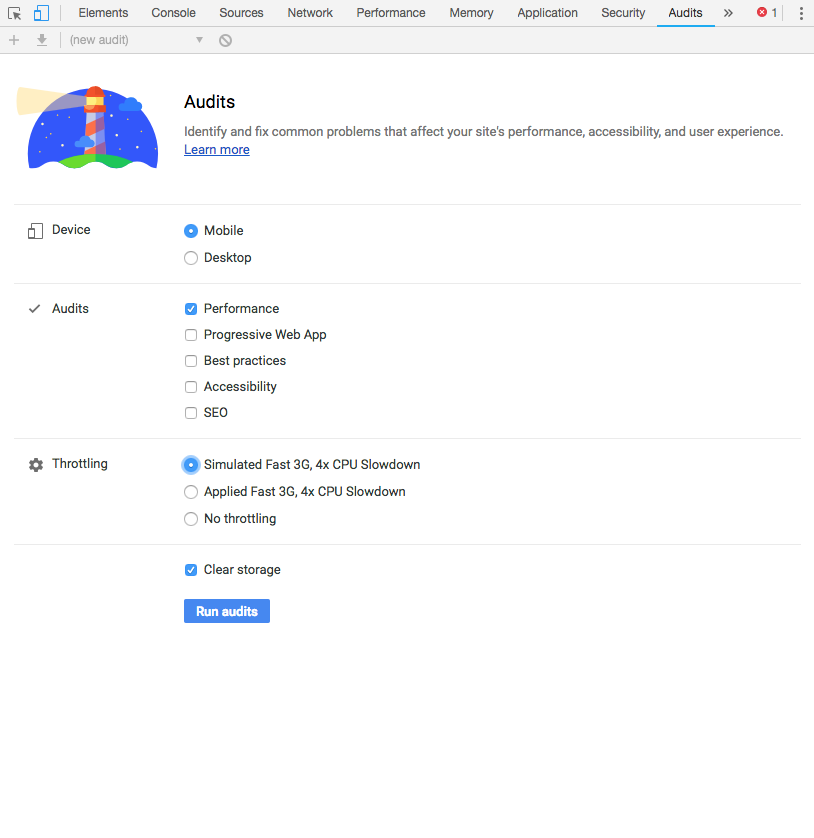 Elements Console Sources Network Performance Memory Application Security Audits » 1
(new audit)
Audits
Identify and fix common problems that affect your site's performance, accessibility, and user experience.
Learn more
Device
Mobile
Desktop
Audits
Performance
Progressive Web App
Best practices
Accessibility
SEO
Throttling
Simulated Fast 3G, 4x CPU Slowdown
Applied Fast 3G, 4x CPU Slowdown
No throttling
Clear storage
Run audits